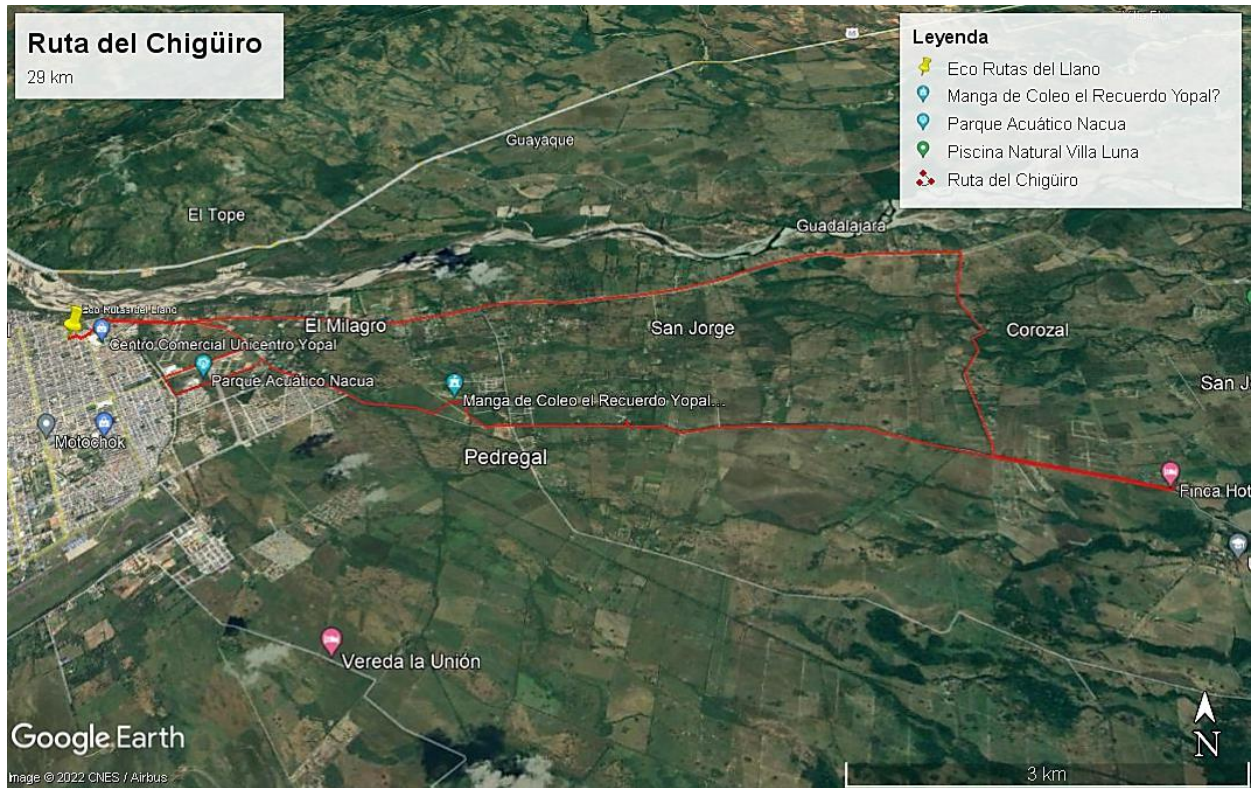 Ruta del Chigüiro
29 km
Leyenda
Eco Rutas del Llano
Manga de Coleo el Recuerdo Yopal?
Parque Acuático Nacua
Piscina Natural Villa Luna
Ruta del Chigüiro
65
Guayaque
El Tope
Guadalajara
Eco Rutas del Llano
El Milagro
San Jorge
Corozal
Centro Comercial Unicentro Yopal
Parque Acuático Nacua
San J
Manga de Coleo el Recuerdo Yopal...
Motochok
Pedregal
Finca Hot
Vereda la Unión
Google Earth
N
Image © 2022 CNES / Airbus
3 km